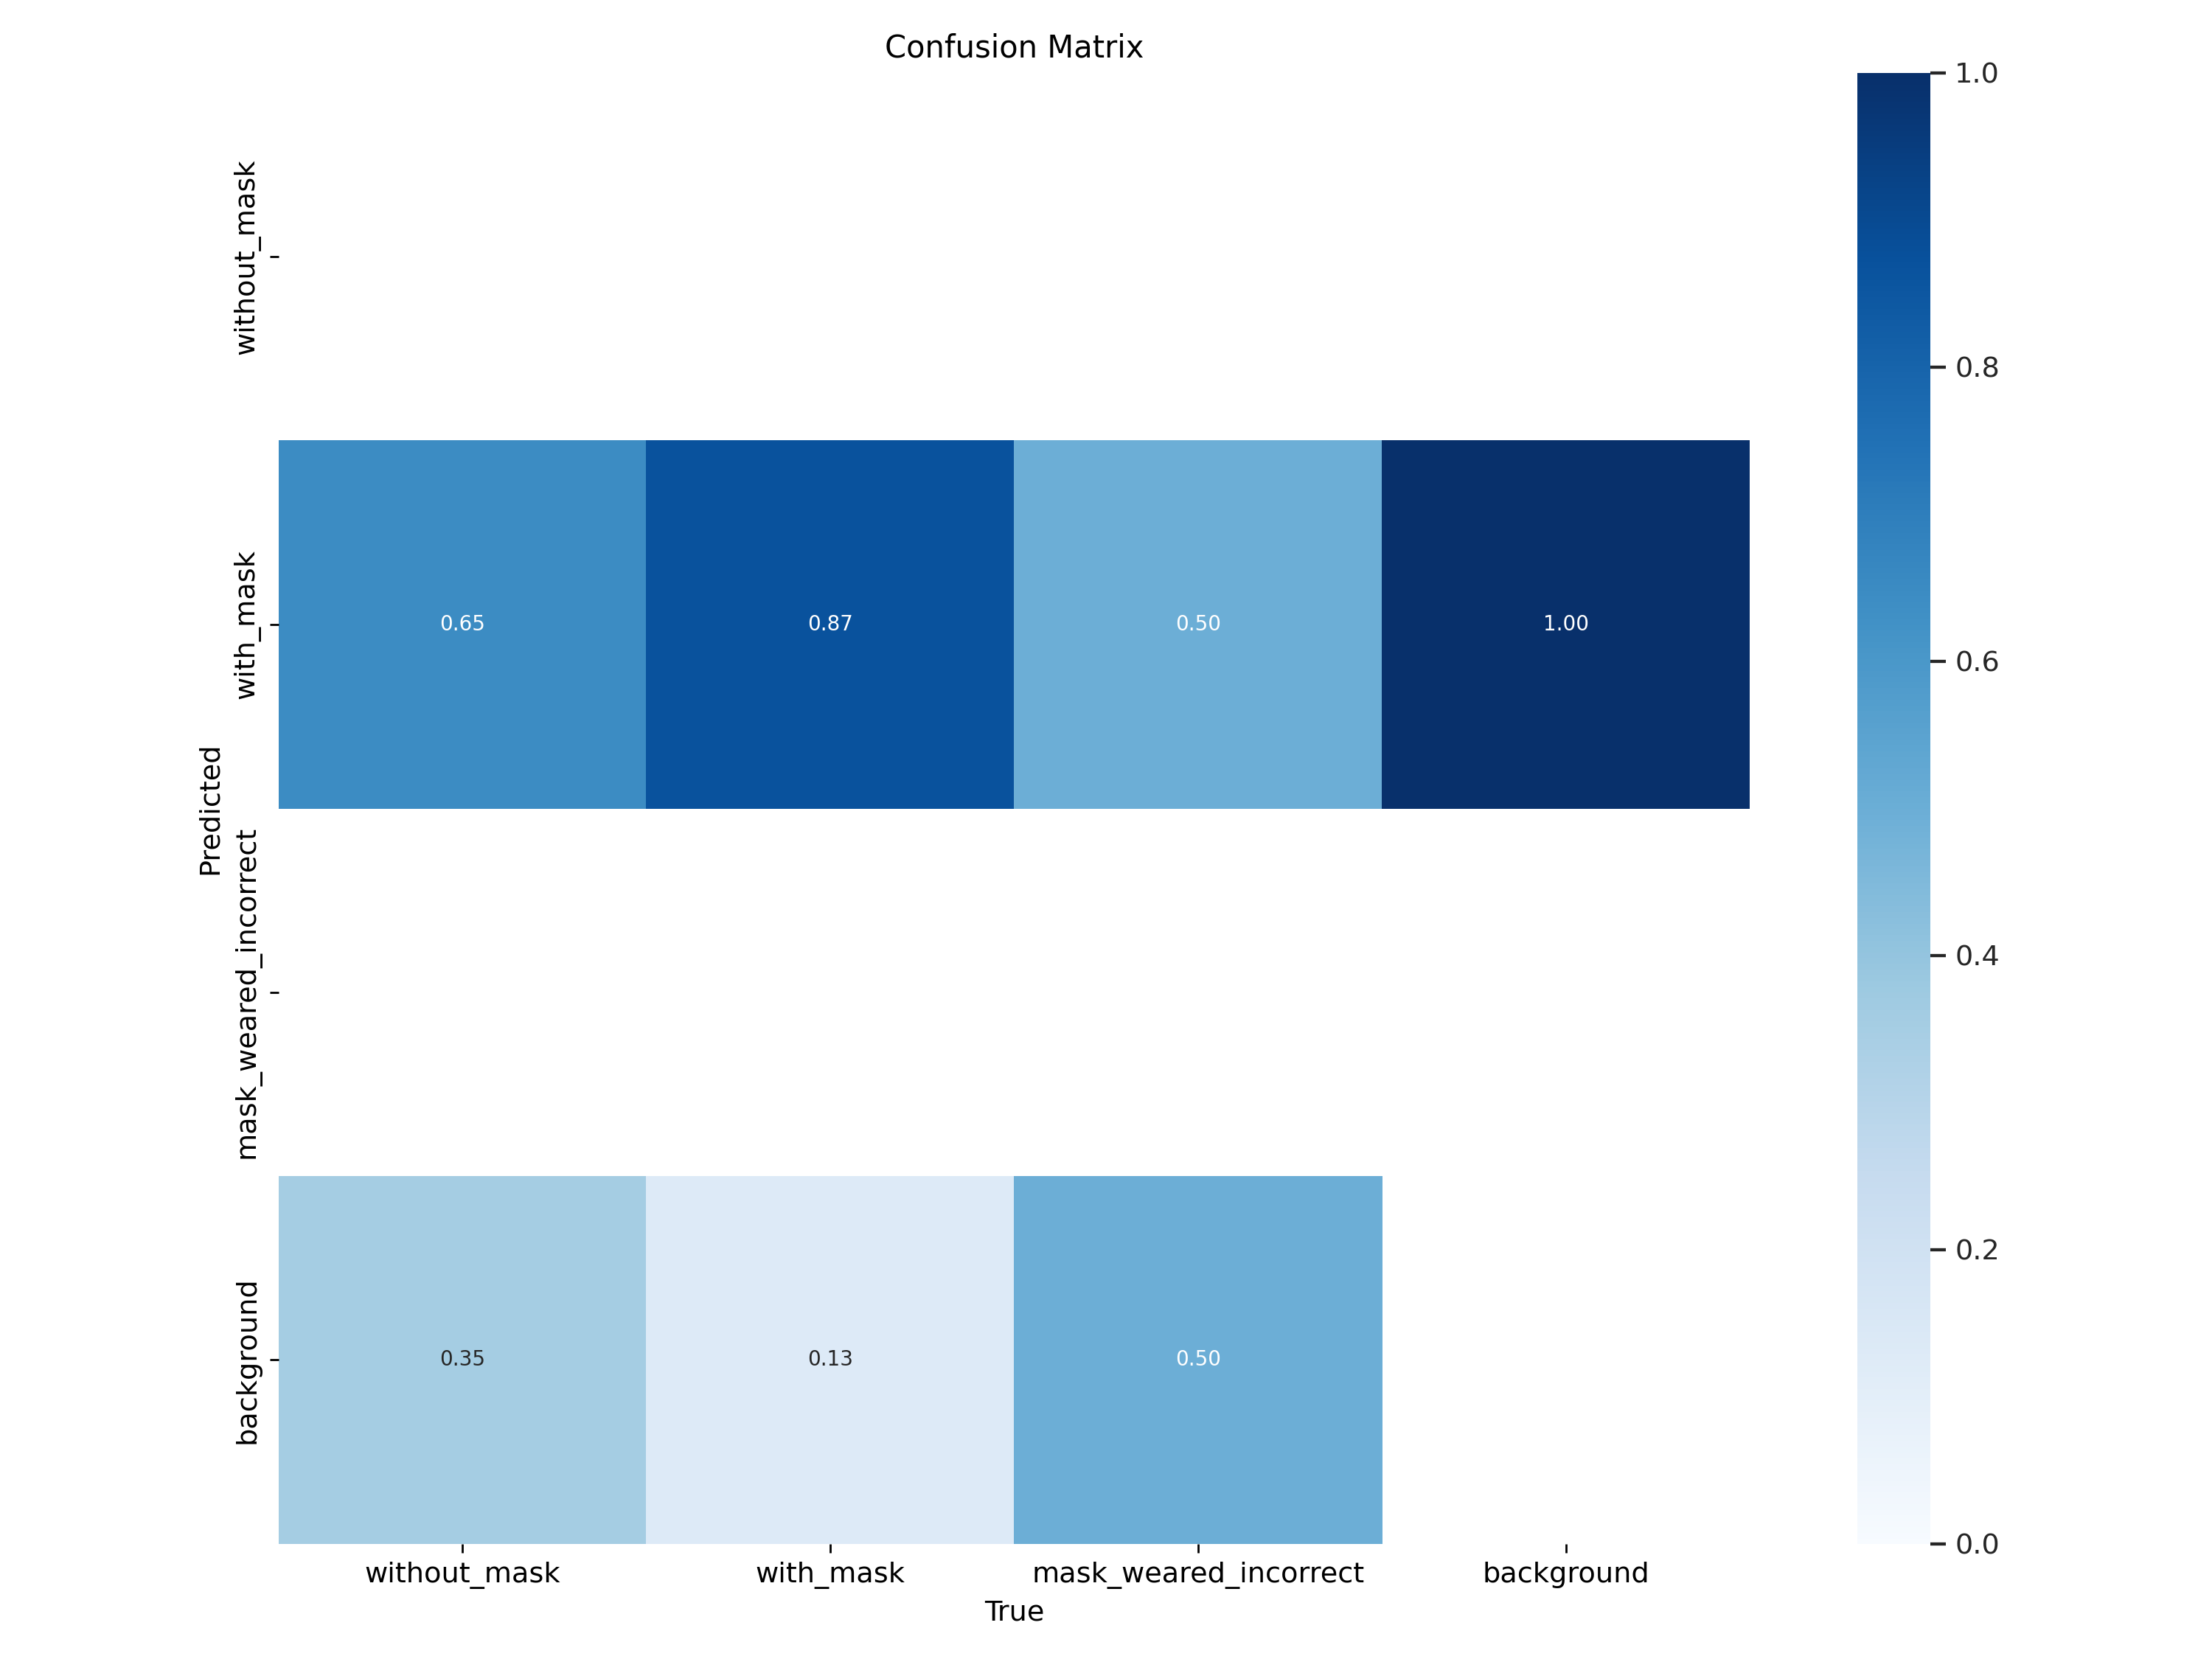 Confusion Matrix
without_mask
with_mask
mask_weared_incorrect
background
Predicted
0.65 0.87 0.50 1.00
0.35 0.13 0.50
without_mask with_mask mask_weared_incorrect background
True
1.0
0.8
0.6
0.4
0.2
0.0